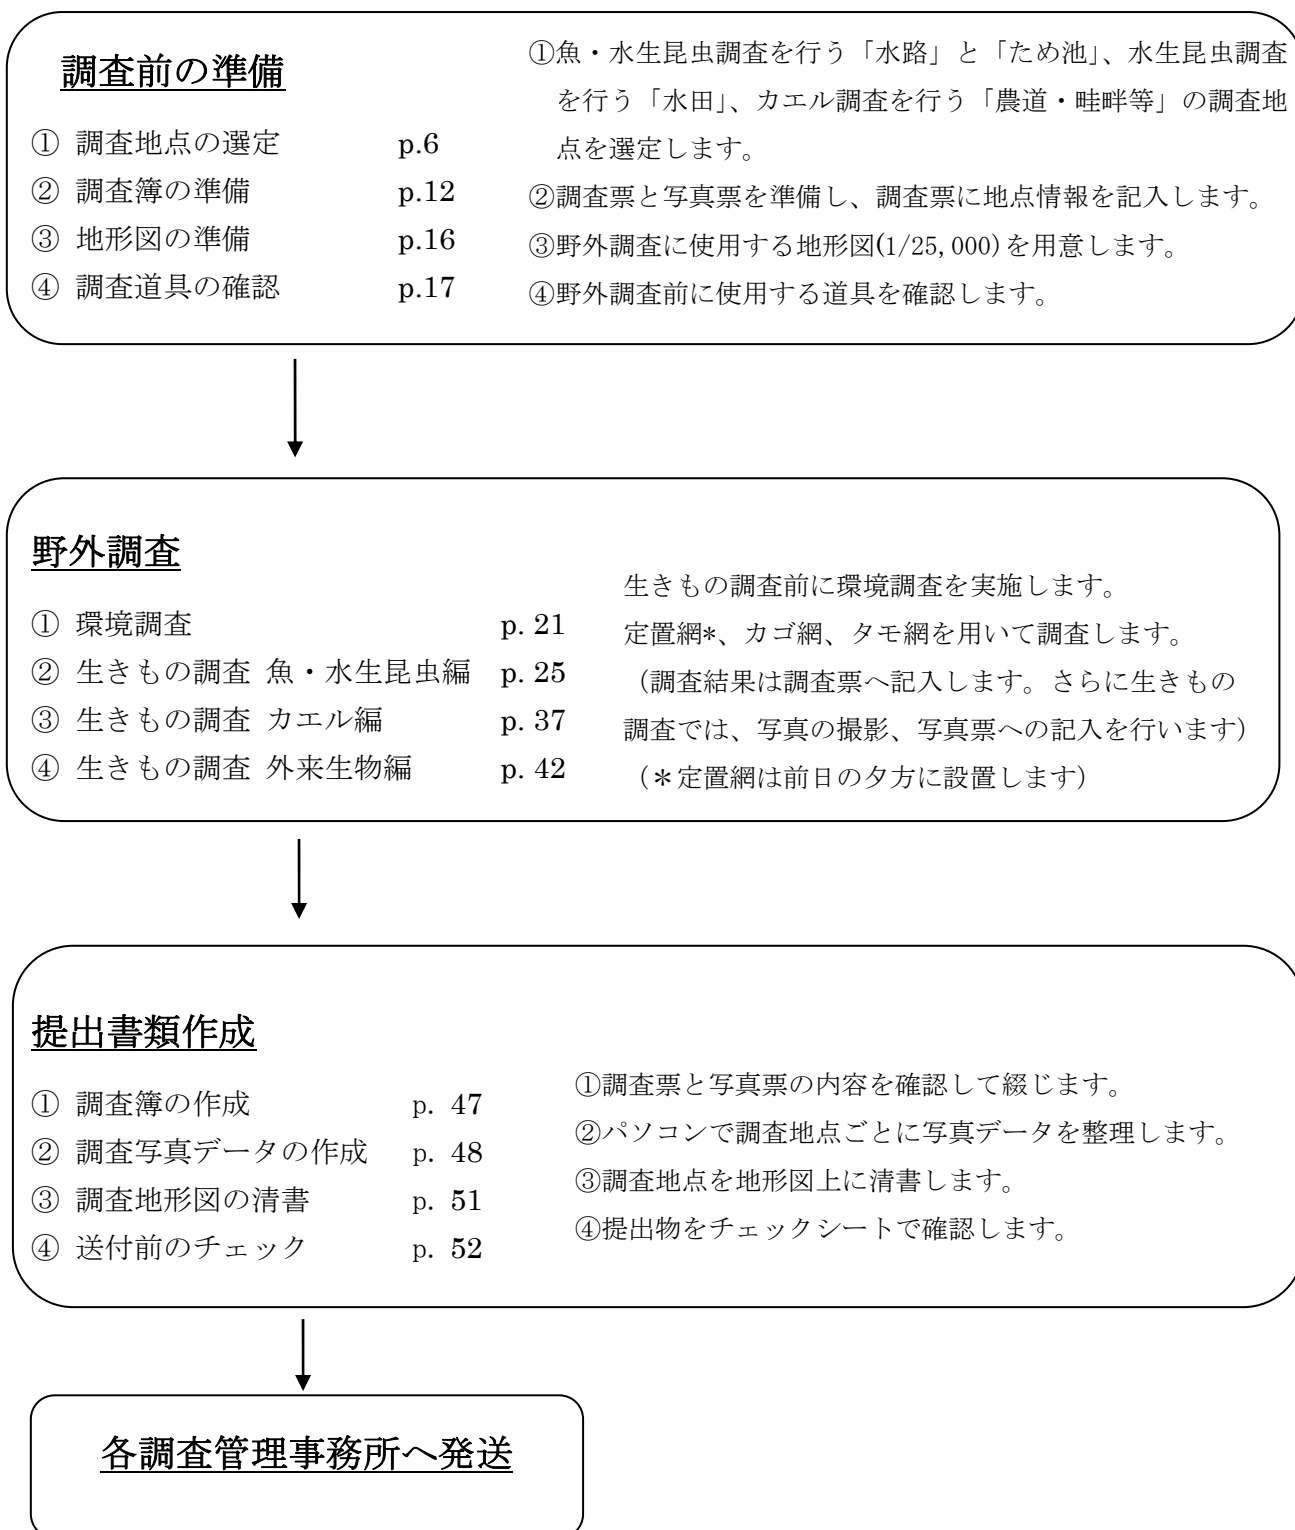 調査前の準備
① 調査地点の選定 p.6
② 調査簿の準備 p.12
③ 地形図の準備 p.16
④ 調査道具の確認 p.17
①魚・水生昆虫調査を行う「水路」と「ため池」、水生昆虫調査
を行う「水田」、カエル調査を行う「農道・畦畔等」の調査地
点を選定します。
②調査票と写真票を準備し、調査票に地点情報を記入します。
③野外調査に使用する地形図(1/25,000)を用意します。
④野外調査前に使用する道具を確認します。
野外調査
① 環境調査 p. 21
② 生きもの調査 魚・水生昆虫編 p. 25
③ 生きもの調査 カエル編 p. 37
④ 生きもの調査 外来生物編 p. 42
生きもの調査前に環境調査を実施します。
定置網*、カゴ網、タモ網を用いて調査します。
（調査結果は調査票へ記入します。さらに生きもの
調査では、写真の撮影、写真票への記入を行います）
（＊定置網は前日の夕方に設置します）
提出書類作成
① 調査簿の作成 p. 47
② 調査写真データの作成 p. 48
③ 調査地形図の清書 p. 51
④ 送付前のチェック p. 52
①調査票と写真票の内容を確認して綴じます。
②パソコンで調査地点ごとに写真データを整理します。
③調査地点を地形図上に清書します。
④提出物をチェックシートで確認します。
各調査管理事務所へ発送